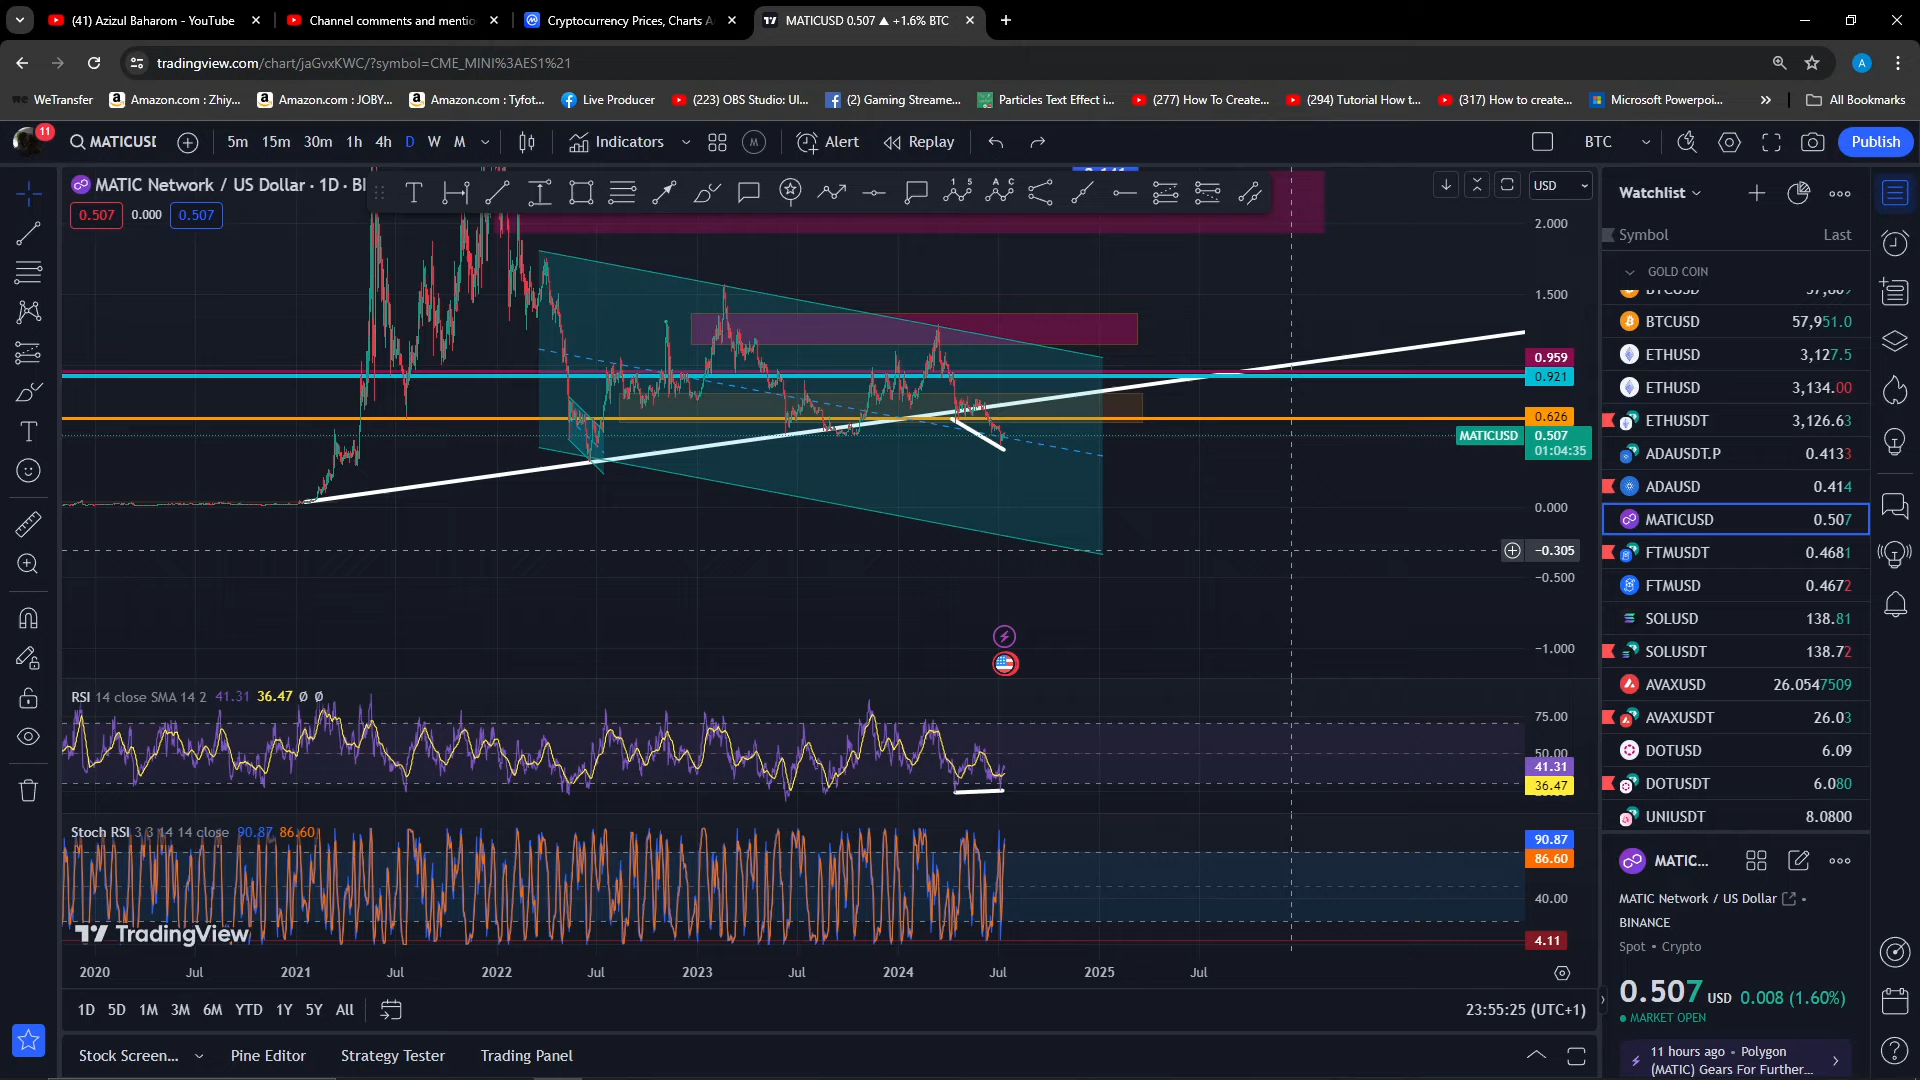 (41) Azizul Baharom - YouTube
Channel comments and mentio
Cryptocurrency Prices, Charts A
MATICUSD 0.507 ▲ +1.6% BTC
tradingview.com/chart/jaGvxKWC/?symbol=CME_MINI%3AES1%21
A
WeTransfer
Amazon.com : Zhiy...
Amazon.com : JOBY...
Amazon.com : Tyfot...
Live Producer
(223) OBS Studio: Ul...
(2) Gaming Streame...
Particles Text Effect i...
(277) How To Create...
(294) Tutorial How t...
(317) How to create...
Microsoft Powerpoi...
All Bookmarks
11
MATICUSD
5m 15m 30m 1h 4h D W M
Indicators
M
Alert
Replay
BTC
Publish
MATIC Network / US Dollar · 1D · BI
0.507 0.000 0.507
USD
2.000
1.500
0.959
0.921
0.626
MATICUSD 0.507
01:04:35
0.000
−0.305
−0.500
−1.000
RSI 14 close SMA 14 2 41.31 36.47 Ø Ø
75.00
50.00
41.31
36.47
Stoch RSI 3 3 14 14 close 90.87 86.60
90.87
86.60
40.00
4.11
TradingView
2020 Jul 2021 Jul 2022 Jul 2023 Jul 2024 Jul 2025 Jul
1D 5D 1M 3M 6M YTD 1Y 5Y All
23:55:25 (UTC+1)
Stock Screen... Pine Editor Strategy Tester Trading Panel
Watchlist
Symbol Last
GOLD COIN
BTCUSD 57,951.0
ETHUSD 3,127.5
ETHUSD 3,134.00
ETHUSDT 3,126.63
ADAUSDT.P 0.4133
ADAUSD 0.414
MATICUSD 0.507
FTMUSDT 0.4681
FTMUSD 0.4672
SOLUSD 138.81
SOLUSDT 138.72
AVAXUSD 26.0547509
AVAXUSDT 26.03
DOTUSD 6.09
DOTUSDT 6.080
UNIUSDT 8.0800
MATIC...
MATIC Network / US Dollar
BINANCE
Spot • Crypto
0.507 USD 0.008 (1.60%)
MARKET OPEN
11 hours ago • Polygon
(MATIC) Gears For Further...